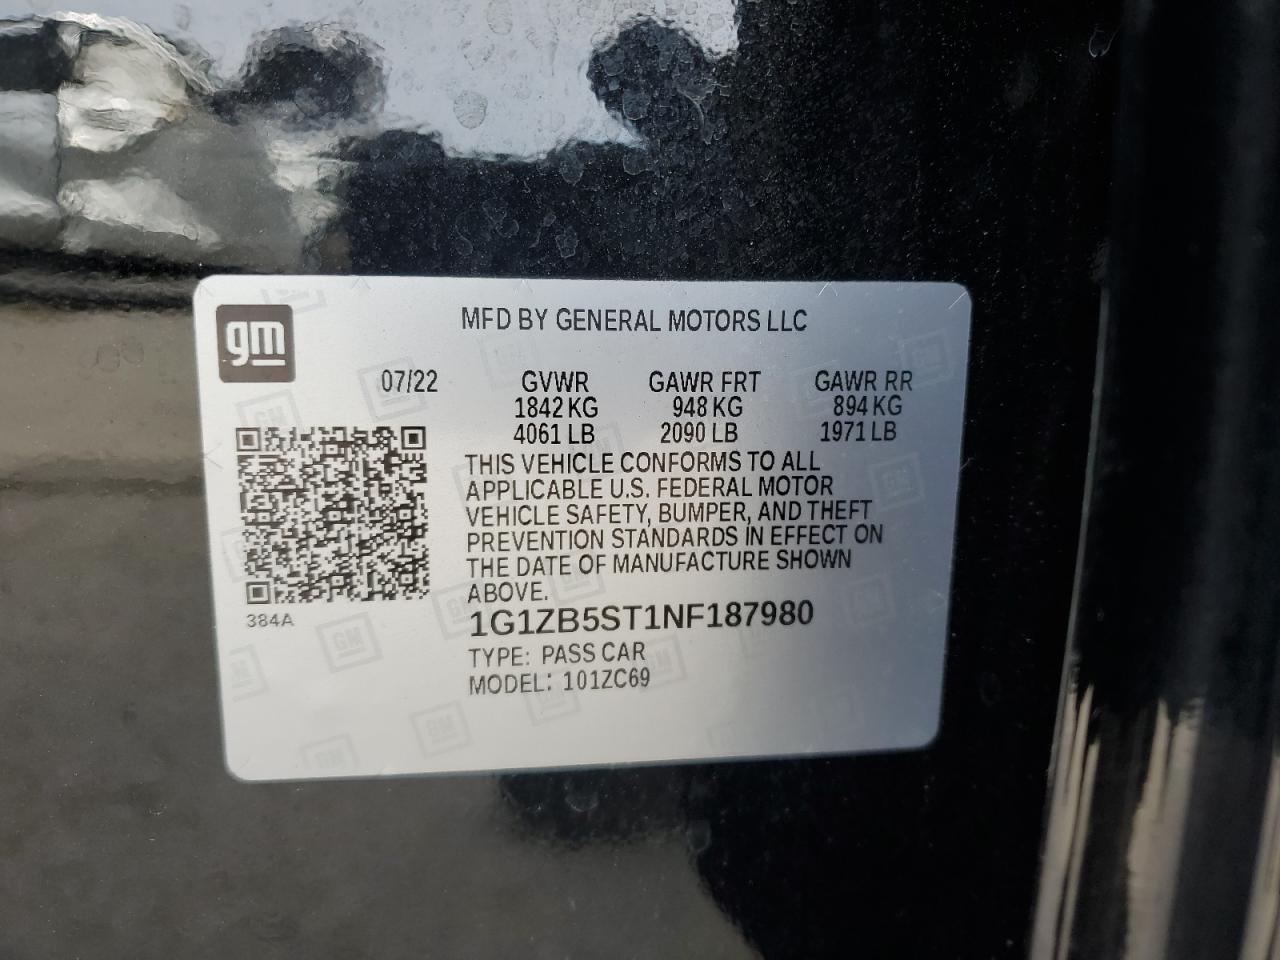 gm
MFD BY GENERAL MOTORS LLC
07/22 GVWR GAWR FRT GAWR RR
1842 KG 948 KG 894 KG
4061 LB 2090 LB 1971 LB
THIS VEHICLE CONFORMS TO ALL
APPLICABLE U.S. FEDERAL MOTOR
VEHICLE SAFETY, BUMPER, AND THEFT
PREVENTION STANDARDS IN EFFECT ON
THE DATE OF MANUFACTURE SHOWN
ABOVE.
384A
1G1ZB5ST1NF187980
TYPE: PASS CAR
MODEL: 101ZC69